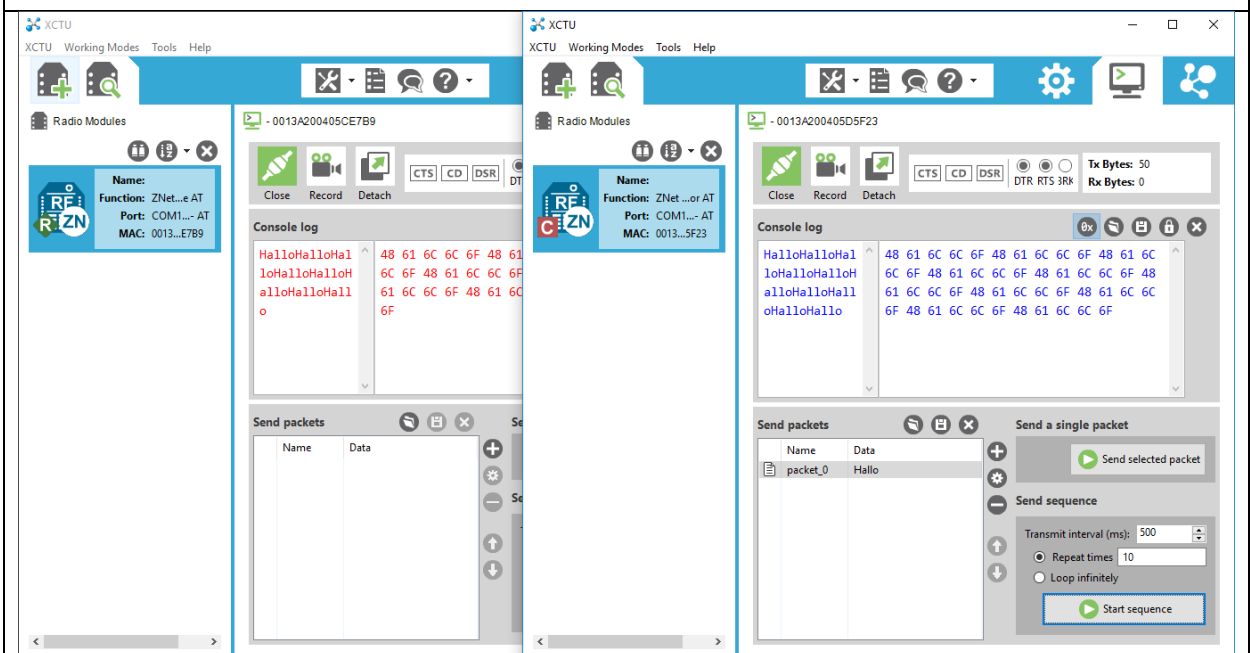 XCTU
XCTU Working Modes Tools Help
Radio Modules
- 0013A200405CE7B9
Name:
Function: ZNet...e AT
Port: COM1...- AT
MAC: 0013...E7B9
R
RF
ZN
Close Record Detach
CTS CD DSR
DT
Console log
HalloHalloHal 48 61 6C 6C 6F 48 61
loHalloHalloH 6C 6F 48 61 6C 6C 6F
alloHalloHall 61 6C 6C 6F 48 61 6C
o 6F
Send packets
Se
Name Data
Se
XCTU
XCTU Working Modes Tools Help
Radio Modules
- 0013A200405D5F23
Name:
Function: ZNet ...or AT
Port: COM1...- AT
MAC: 0013...5F23
C
RF
ZN
Close Record Detach
CTS CD DSR
DTR RTS 3RK
Tx Bytes: 50
Rx Bytes: 0
Console log
0x
HalloHalloHal 48 61 6C 6C 6F 48 61 6C 6C 6F 48 61 6C
loHalloHalloH 6C 6F 48 61 6C 6C 6F 48 61 6C 6C 6F 48
alloHalloHall 61 6C 6C 6F 48 61 6C 6C 6F 48 61 6C 6C
oHalloHallo 6F 48 61 6C 6C 6F 48 61 6C 6C 6F
Send packets
Name Data
packet_0 Hallo
Send a single packet
Send selected packet
Send sequence
Transmit interval (ms): 500
Repeat times 10
Loop infinitely
Start sequence